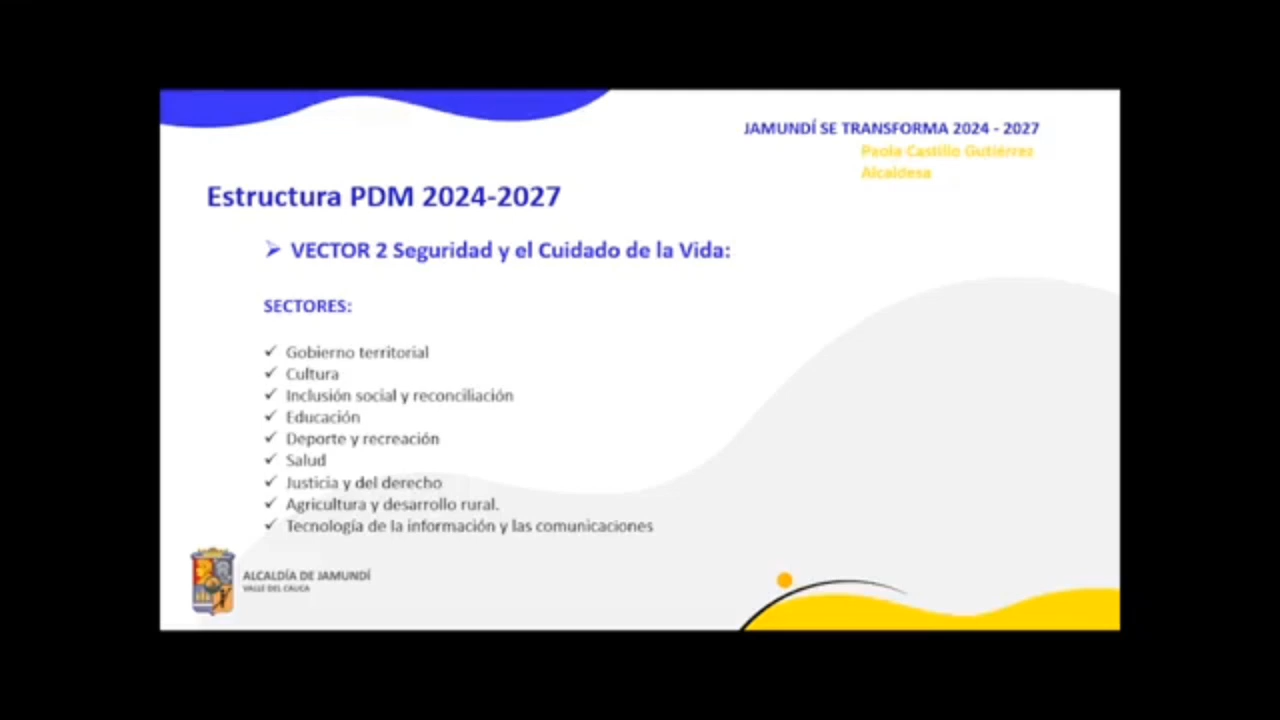 JAMUNDÍ SE TRANSFORMA 2024 - 2027
Paola Castillo Gutiérrez
Alcaldesa
Estructura PDM 2024-2027
➢ VECTOR 2 Seguridad y el Cuidado de la Vida:
SECTORES:
✓ Gobierno territorial
✓ Cultura
✓ Inclusión social y reconciliación
✓ Educación
✓ Deporte y recreación
✓ Salud
✓ Justicia y del derecho
✓ Agricultura y desarrollo rural.
✓ Tecnología de la información y las comunicaciones
ALCALDÍA DE JAMUNDÍ
VALLE DEL CAUCA